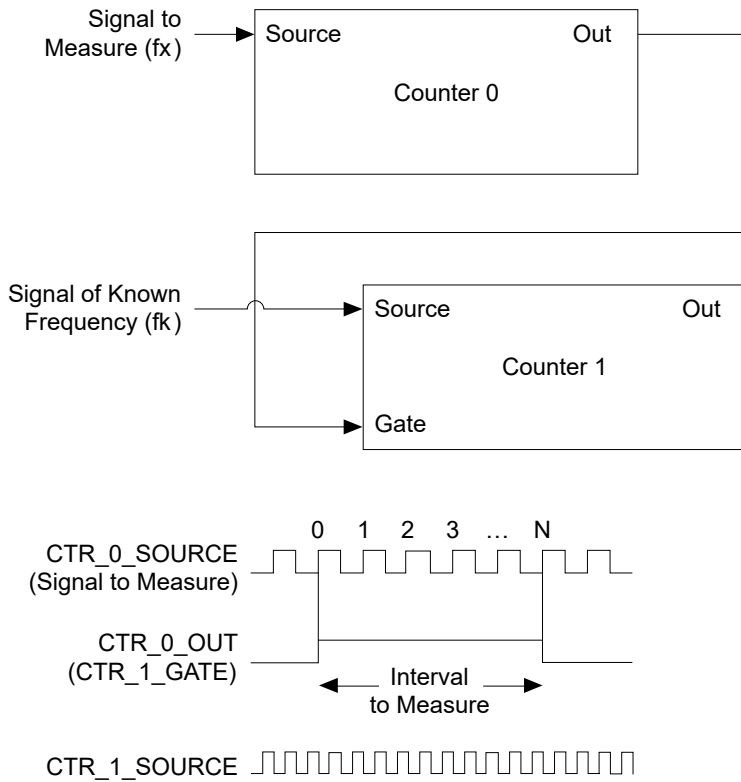 Signal to
Measure (fx)
Source
Out
Counter 0
Signal of Known
Frequency (fk)
Source
Out
Counter 1
Gate
0 1 2 3 … N
CTR_0_SOURCE
(Signal to Measure)
CTR_0_OUT
(CTR_1_GATE)
Interval
to Measure
CTR_1_SOURCE